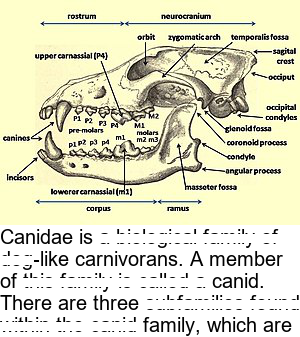 rostrum neurocranium
orbit zygomatic arch temporalis fossa
upper carnassial (P4)
sagital
crest
occiput
P1 P2 P3 P4 M1 M2
pre-molars
molars
m1 m2 m3
p1 p2 p3 p4
canines
incisors
occipital
condyles
glenoid fossa
coronoid process
condyle
angular process
masseter fossa
lowerer carnassial (m1)
corpus ramus
Canidae is a biological family of
dog-like carnivorans. A member
of this family is called a canid.
There are three subfamilies found
within the canid family, which are